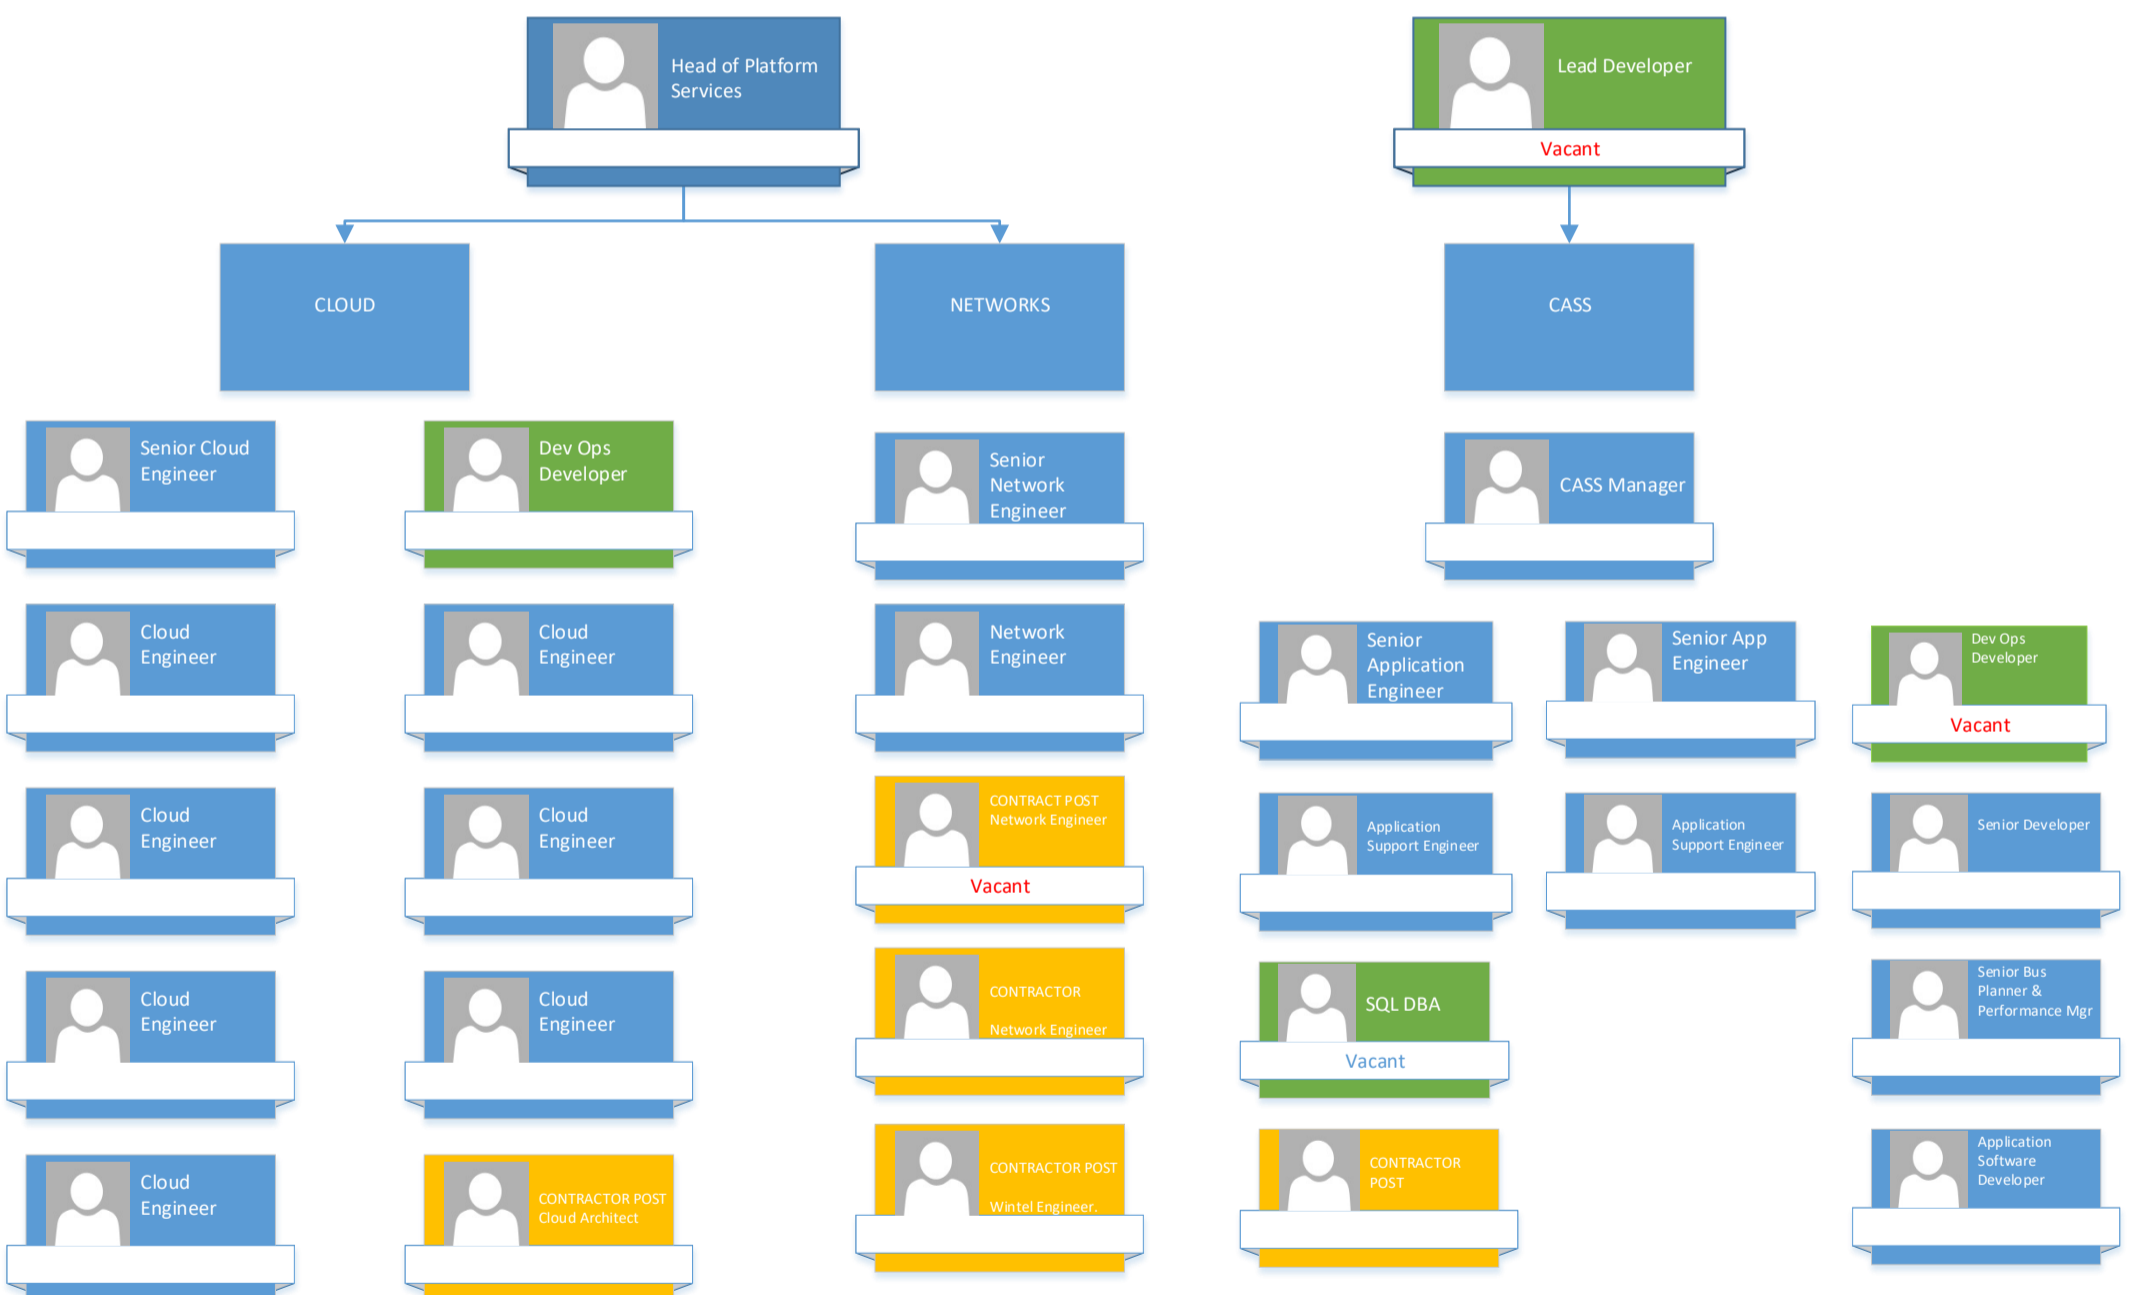 Head of Platform
Services
Lead Developer
Vacant
CLOUD
NETWORKS
CASS
Senior Cloud
Engineer
Dev Ops
Developer
Senior
Network
Engineer
CASS Manager
Cloud
Engineer
Cloud
Engineer
Network
Engineer
Senior
Application
Engineer
Senior App
Engineer
Dev Ops
Developer
Vacant
Cloud
Engineer
Cloud
Engineer
CONTRACT POST
Network Engineer
Vacant
Application
Support Engineer
Application
Support Engineer
Senior Developer
Cloud
Engineer
Cloud
Engineer
CONTRACTOR
Network Engineer
SQL DBA
Vacant
Senior Bus
Planner &
Performance Mgr
Cloud
Engineer
CONTRACTOR POST
Cloud Architect
CONTRACTOR POST
Wintel Engineer.
CONTRACTOR
POST
Application
Software
Developer